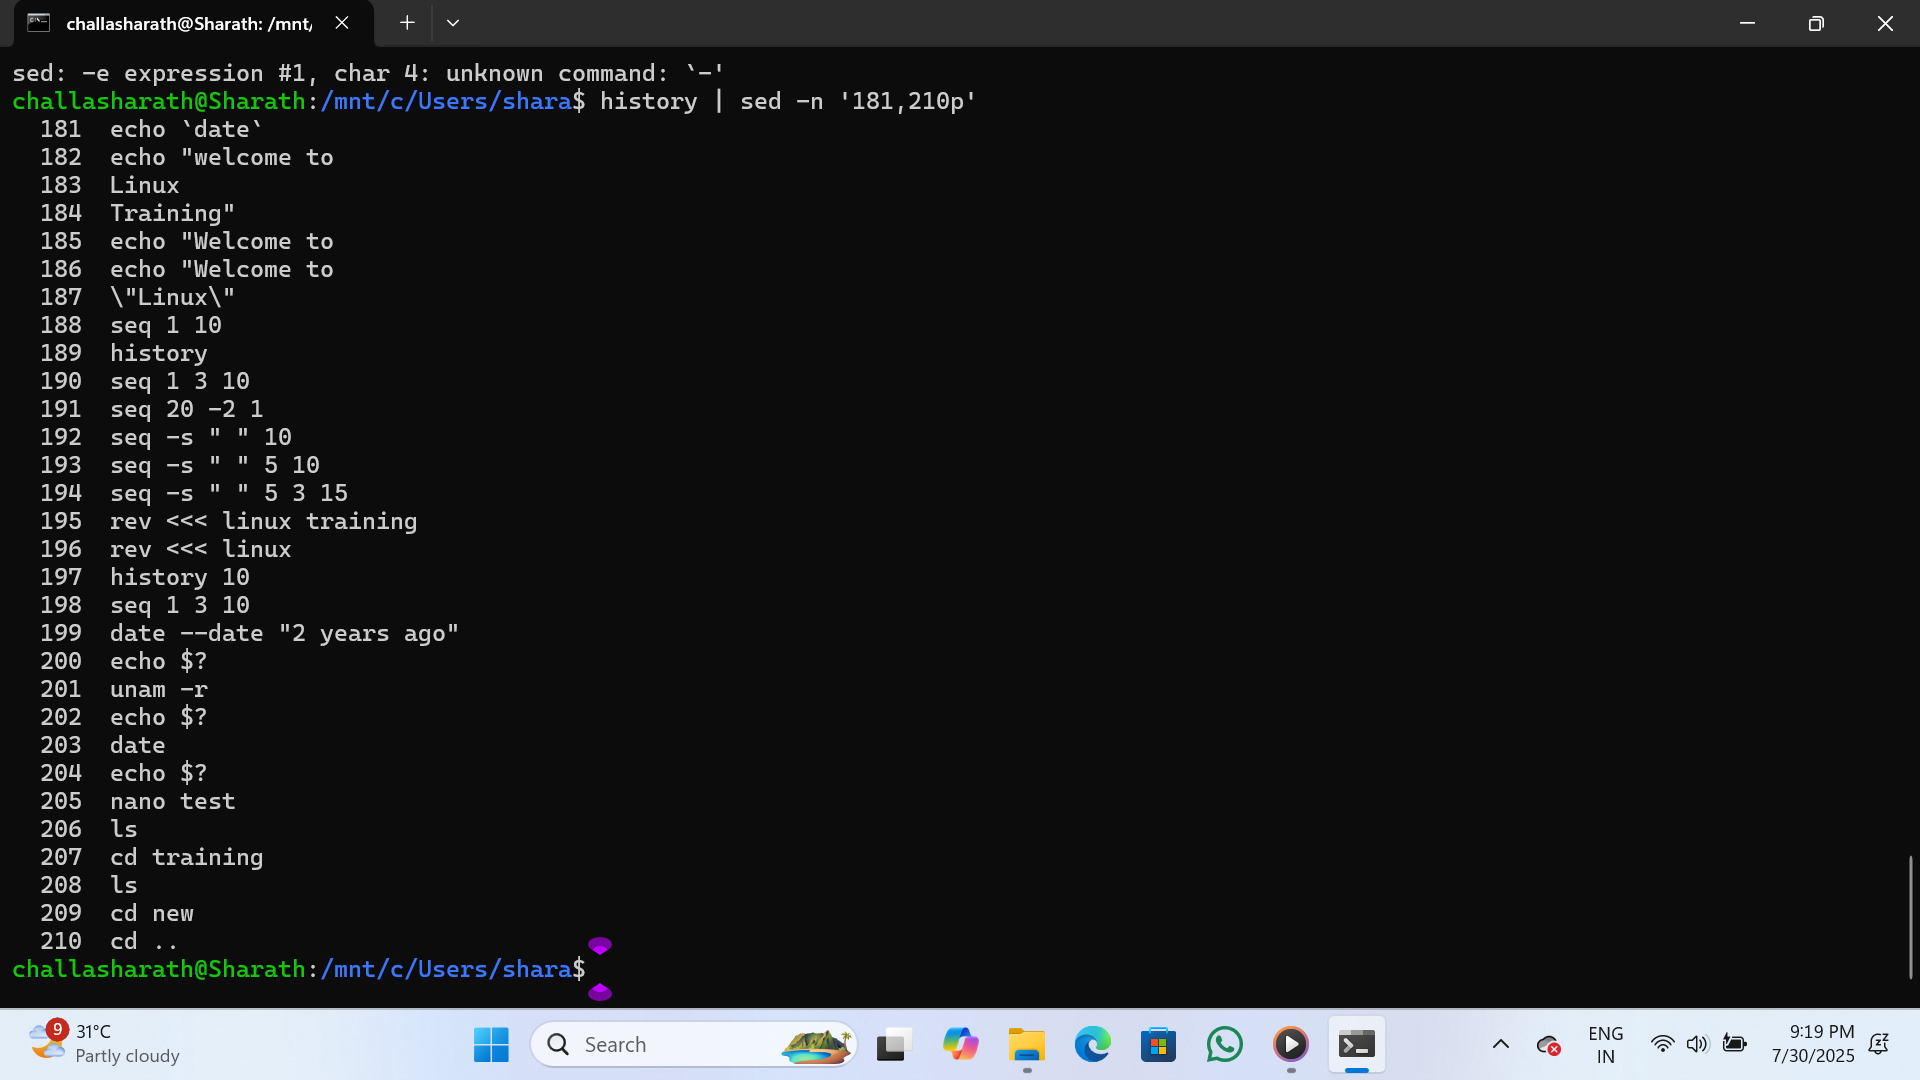 challasharath@Sharath: /mnt/
sed: -e expression #1, char 4: unknown command: `-'
challasharath@Sharath:/mnt/c/Users/shara$ history | sed -n '181,210p'
181 echo `date`
182 echo "welcome to
183 Linux
184 Training"
185 echo "Welcome to
186 echo "Welcome to
187 \"Linux\"
188 seq 1 10
189 history
190 seq 1 3 10
191 seq 20 -2 1
192 seq -s " " 10
193 seq -s " " 5 10
194 seq -s " " 5 3 15
195 rev <<< linux training
196 rev <<< linux
197 history 10
198 seq 1 3 10
199 date --date "2 years ago"
200 echo $?
201 unam -r
202 echo $?
203 date
204 echo $?
205 nano test
206 ls
207 cd training
208 ls
209 cd new
210 cd ..
challasharath@Sharath:/mnt/c/Users/shara$
9
31°C
Partly cloudy
Search
ENG
IN
9:19 PM
7/30/2025